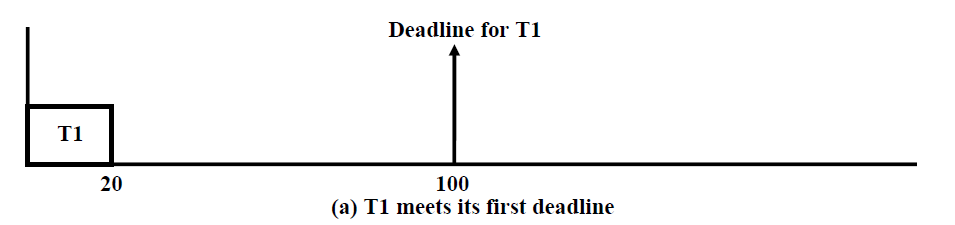 Deadline for T1
T1
20
100
(a) T1 meets its first deadline